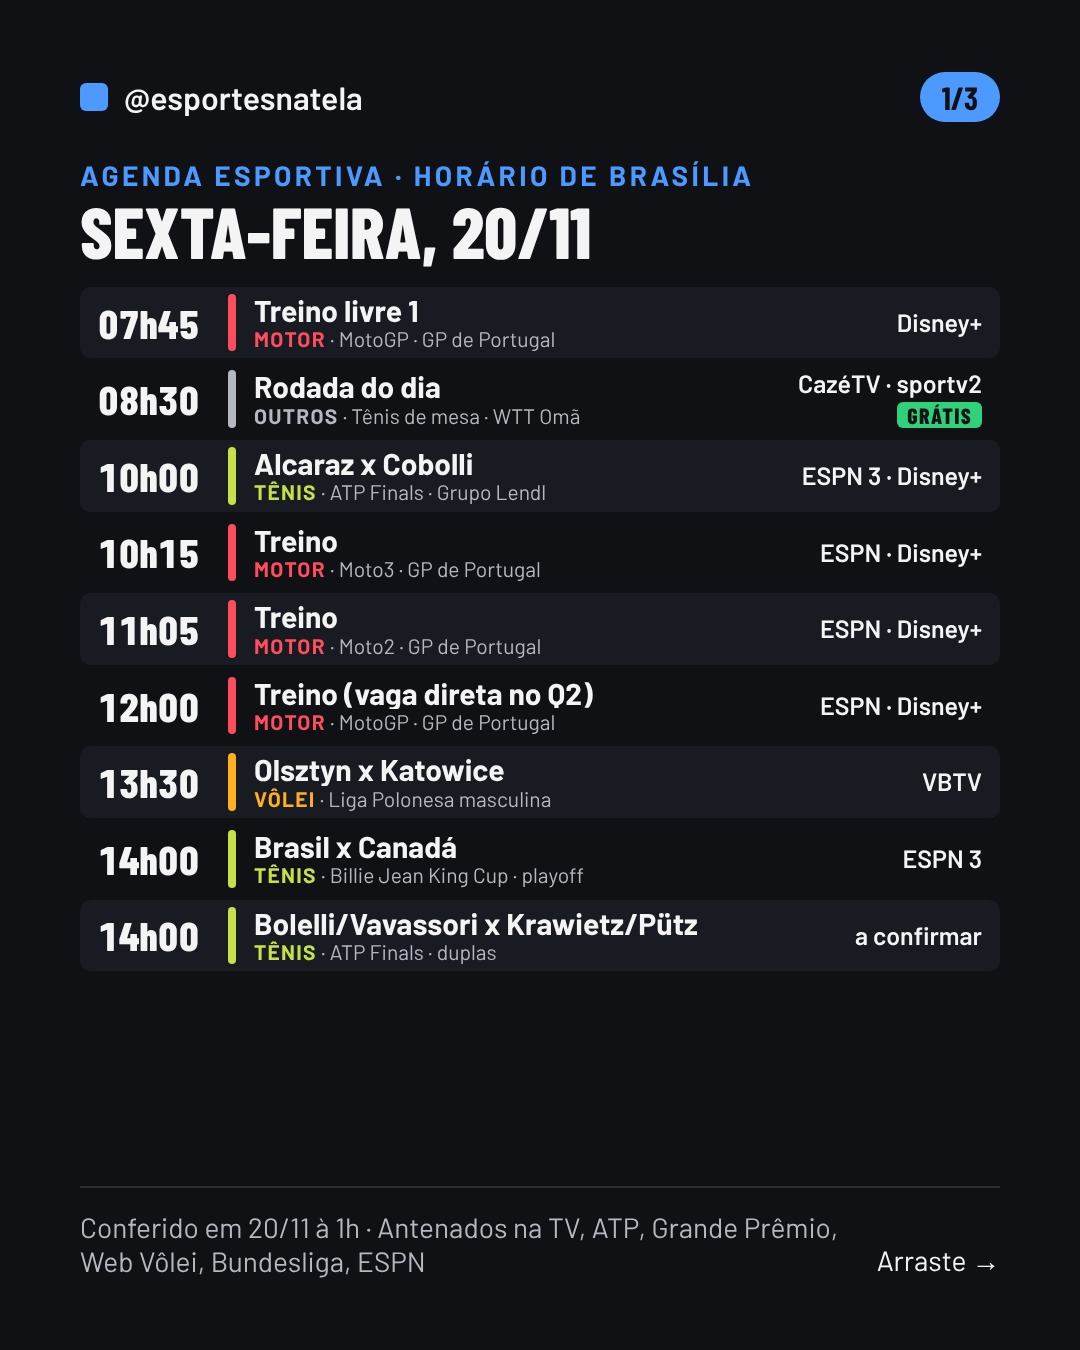 @esportesnatela
1/3
AGENDA ESPORTIVA · HORÁRIO DE BRASÍLIA
SEXTA-FEIRA, 20/11
07h45
Treino livre 1
MOTOR · MotoGP · GP de Portugal
Disney+
08h30
Rodada do dia
OUTROS · Tênis de mesa · WTT Omã
CazéTV · sportv2
GRÁTIS
10h00
Alcaraz x Cobolli
TÊNIS · ATP Finals · Grupo Lendl
ESPN 3 · Disney+
10h15
Treino
MOTOR · Moto3 · GP de Portugal
ESPN · Disney+
11h05
Treino
MOTOR · Moto2 · GP de Portugal
ESPN · Disney+
12h00
Treino (vaga direta no Q2)
MOTOR · MotoGP · GP de Portugal
ESPN · Disney+
13h30
Olsztyn x Katowice
VÔLEI · Liga Polonesa masculina
VBTV
14h00
Brasil x Canadá
TÊNIS · Billie Jean King Cup · playoff
ESPN 3
14h00
Bolelli/Vavassori x Krawietz/Pütz
TÊNIS · ATP Finals · duplas
a confirmar
Conferido em 20/11 à 1h · Antenados na TV, ATP, Grande Prêmio,
Web Vôlei, Bundesliga, ESPN
Arraste →